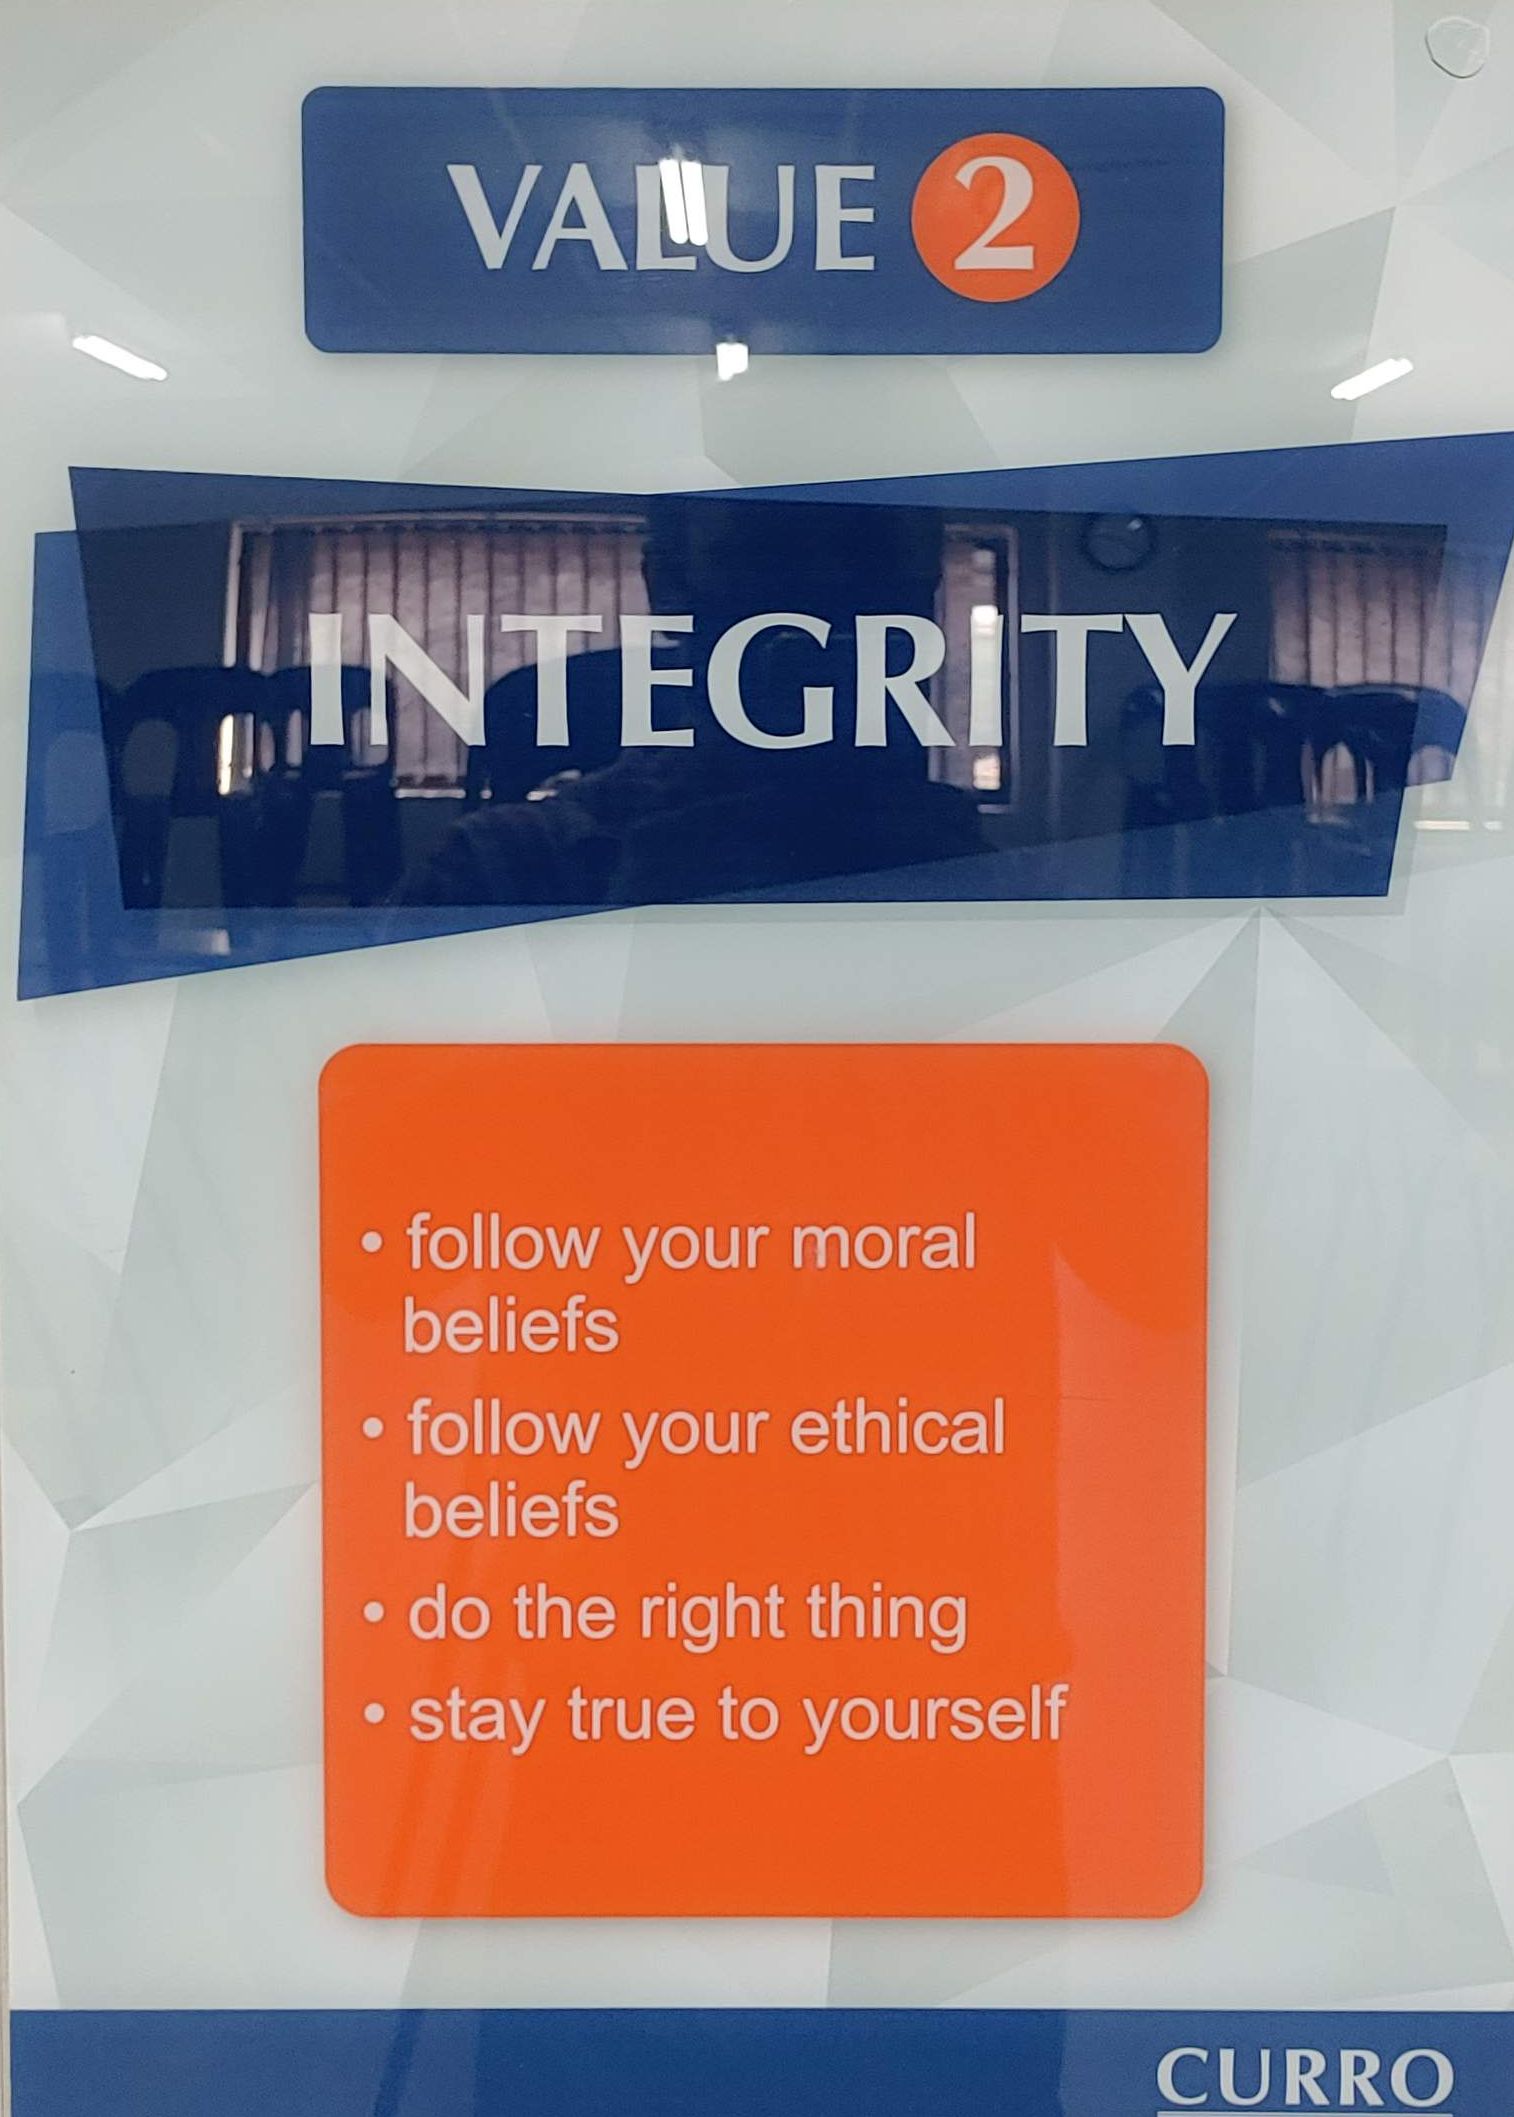 VALUE 2
INTEGRITY
• follow your moral
beliefs
• follow your ethical
beliefs
• do the right thing
• stay true to yourself
CURRO